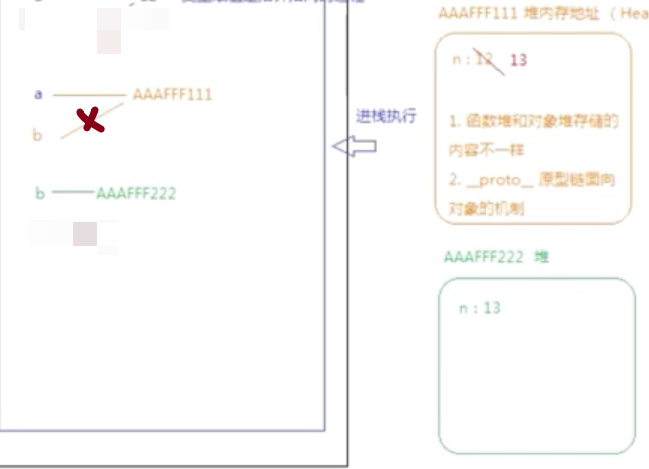 AAAFFF111 堆内存地址 （Hea
a AAAFFF111
b
b AAAFFF222
进栈执行
n：12 13
1. 函数堆和对象堆存储的
内容不一样
2. __proto__ 原型链面向
对象的机制
AAAFFF222 堆
n：13